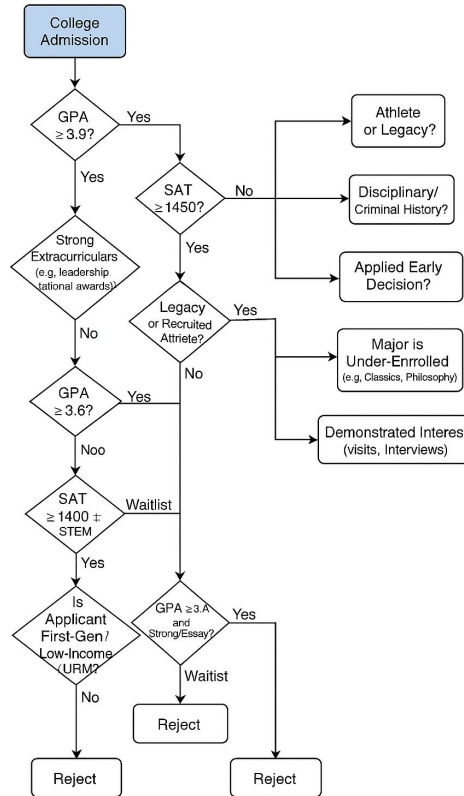 College
Admission
GPA
≥ 3.9?
Yes
Yes
Athlete
or Legacy?
SAT
≥ 1450?
No
Disciplinary/
Criminal History?
Strong
Extracurriculars
(e.g, leadership
tational awards))
Yes
Applied Early
Decision?
Legacy
or Recruited
Attriete?
Yes
No
No
Major is
Under-Enrrolled
(e.g, Classics, Philosophy)
GPA
≥ 3.6?
Yes
Noo
Demonstrated Interes
(visits, Interviews)
SAT
≥ 1400 ∓
STEM
Waitlist
Yes
Is
Applicant
First-Gen/
Low-Income
/URM?
No
GPA ≥ 3.A
and
Strong/Essay?
Yes
Waitist
Reject
Reject
Reject